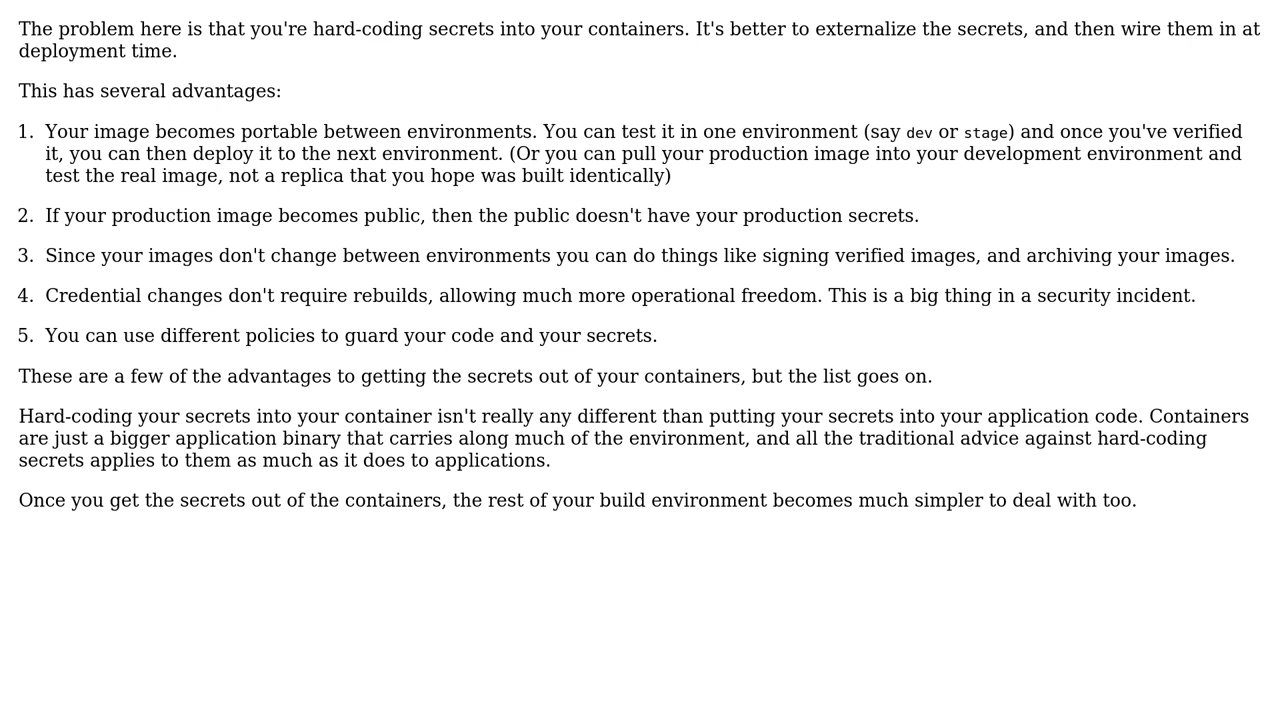 The problem here is that you're hard-coding secrets into your containers. It's better to externalize the secrets, and then wire them in at
deployment time.
This has several advantages:
1. Your image becomes portable between environments. You can test it in one environment (say dev or stage) and once you've verified
it, you can then deploy it to the next environment. (Or you can pull your production image into your development environment and
test the real image, not a replica that you hope was built identically)
2. If your production image becomes public, then the public doesn't have your production secrets.
3. Since your images don't change between environments you can do things like signing verified images, and archiving your images.
4. Credential changes don't require rebuilds, allowing much more operational freedom. This is a big thing in a security incident.
5. You can use different policies to guard your code and your secrets.
These are a few of the advantages to getting the secrets out of your containers, but the list goes on.
Hard-coding your secrets into your container isn't really any different than putting your secrets into your application code. Containers
are just a bigger application binary that carries along much of the environment, and all the traditional advice against hard-coding
secrets applies to them as much as it does to applications.
Once you get the secrets out of the containers, the rest of your build environment becomes much simpler to deal with too.